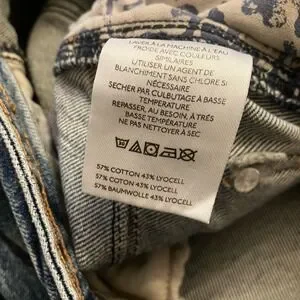 LAVER À LA MACHINE À L'EAU
FROIDE AVEC COULEURS
SIMILAIRES
UTILISER UN AGENT DE
BLANCHIMENT SANS CHLORE SI
NÉCESSAIRE
SECHER PAR CULBUTAGE À BASSE
TEMPERATURE
REPASSER, AU BESOIN, À TRÈS
BASSE TEMPÉRATURE
NE PAS NETTOYER À SEC
57% COTON 43% LYOCELL
57% COTTON 43% LYOCELL
57% BAUMWOLLE 43% LYOCELL